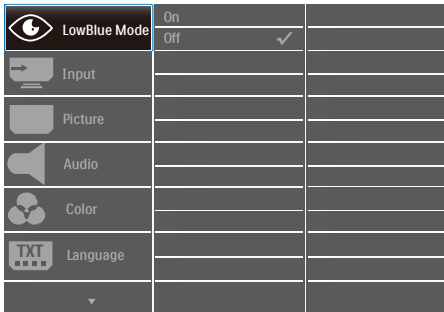 LowBlue Mode
On
Off
Input
Picture
Audio
Color
TXT
Language